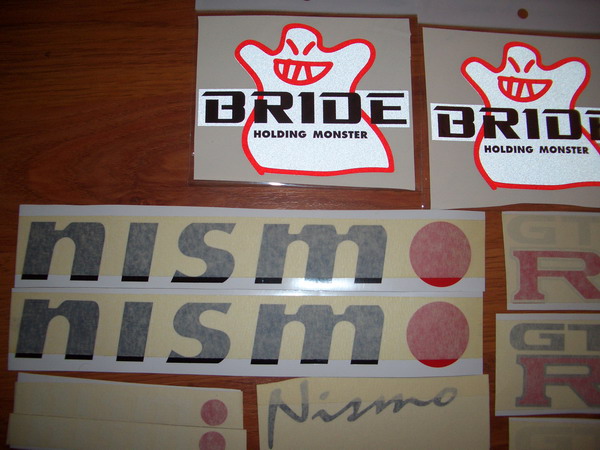 BRIDE
HOLDING MONSTER
BRIDE
HOLDING MONSTER
nismo
nismo
GT
R
GT
R
Nismo